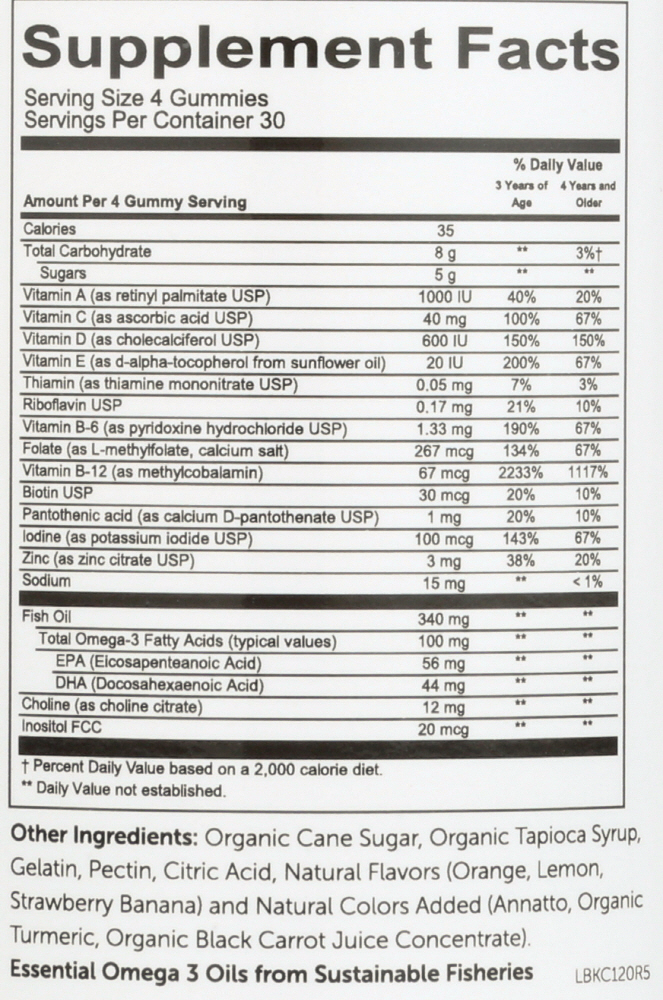 Supplement Facts
Serving Size 4 Gummies
Servings Per Container 30
% Daily Value
Amount Per 4 Gummy Serving 3 Years of Age 4 Years and Older
Calories 35
Total Carbohydrate 8 g ** 3%†
Sugars 5 g ** **
Vitamin A (as retinyl palmitate USP) 1000 IU 40% 20%
Vitamin C (as ascorbic acid USP) 40 mg 100% 67%
Vitamin D (as cholecalciferol USP) 600 IU 150% 150%
Vitamin E (as d-alpha-tocopherol from sunflower oil) 20 IU 200% 67%
Thiamin (as thiamine mononitrate USP) 0.05 mg 7% 3%
Riboflavin USP 0.17 mg 21% 10%
Vitamin B-6 (as pyridoxine hydrochloride USP) 1.33 mg 190% 67%
Folate (as L-methylfolate, calcium salt) 267 mcg 134% 67%
Vitamin B-12 (as methylcobalamin) 67 mcg 2233% 1117%
Biotin USP 30 mcg 20% 10%
Pantothenic acid (as calcium D-pantothenate USP) 1 mg 20% 10%
Iodine (as potassium iodide USP) 100 mcg 143% 67%
Zinc (as zinc citrate USP) 3 mg 38% 20%
Sodium 15 mg ** < 1%
Fish Oil 340 mg ** **
Total Omega-3 Fatty Acids (typical values) 100 mg ** **
EPA (Eicosapenteanoic Acid) 56 mg ** **
DHA (Docosahexaenoic Acid) 44 mg ** **
Choline (as choline citrate) 12 mg ** **
Inositol FCC 20 mcg ** **
† Percent Daily Value based on a 2,000 calorie diet.
** Daily Value not established.
Other Ingredients: Organic Cane Sugar, Organic Tapioca Syrup,
Gelatin, Pectin, Citric Acid, Natural Flavors (Orange, Lemon,
Strawberry Banana) and Natural Colors Added (Annatto, Organic
Turmeric, Organic Black Carrot Juice Concentrate).
Essential Omega 3 Oils from Sustainable Fisheries LBKC120R5